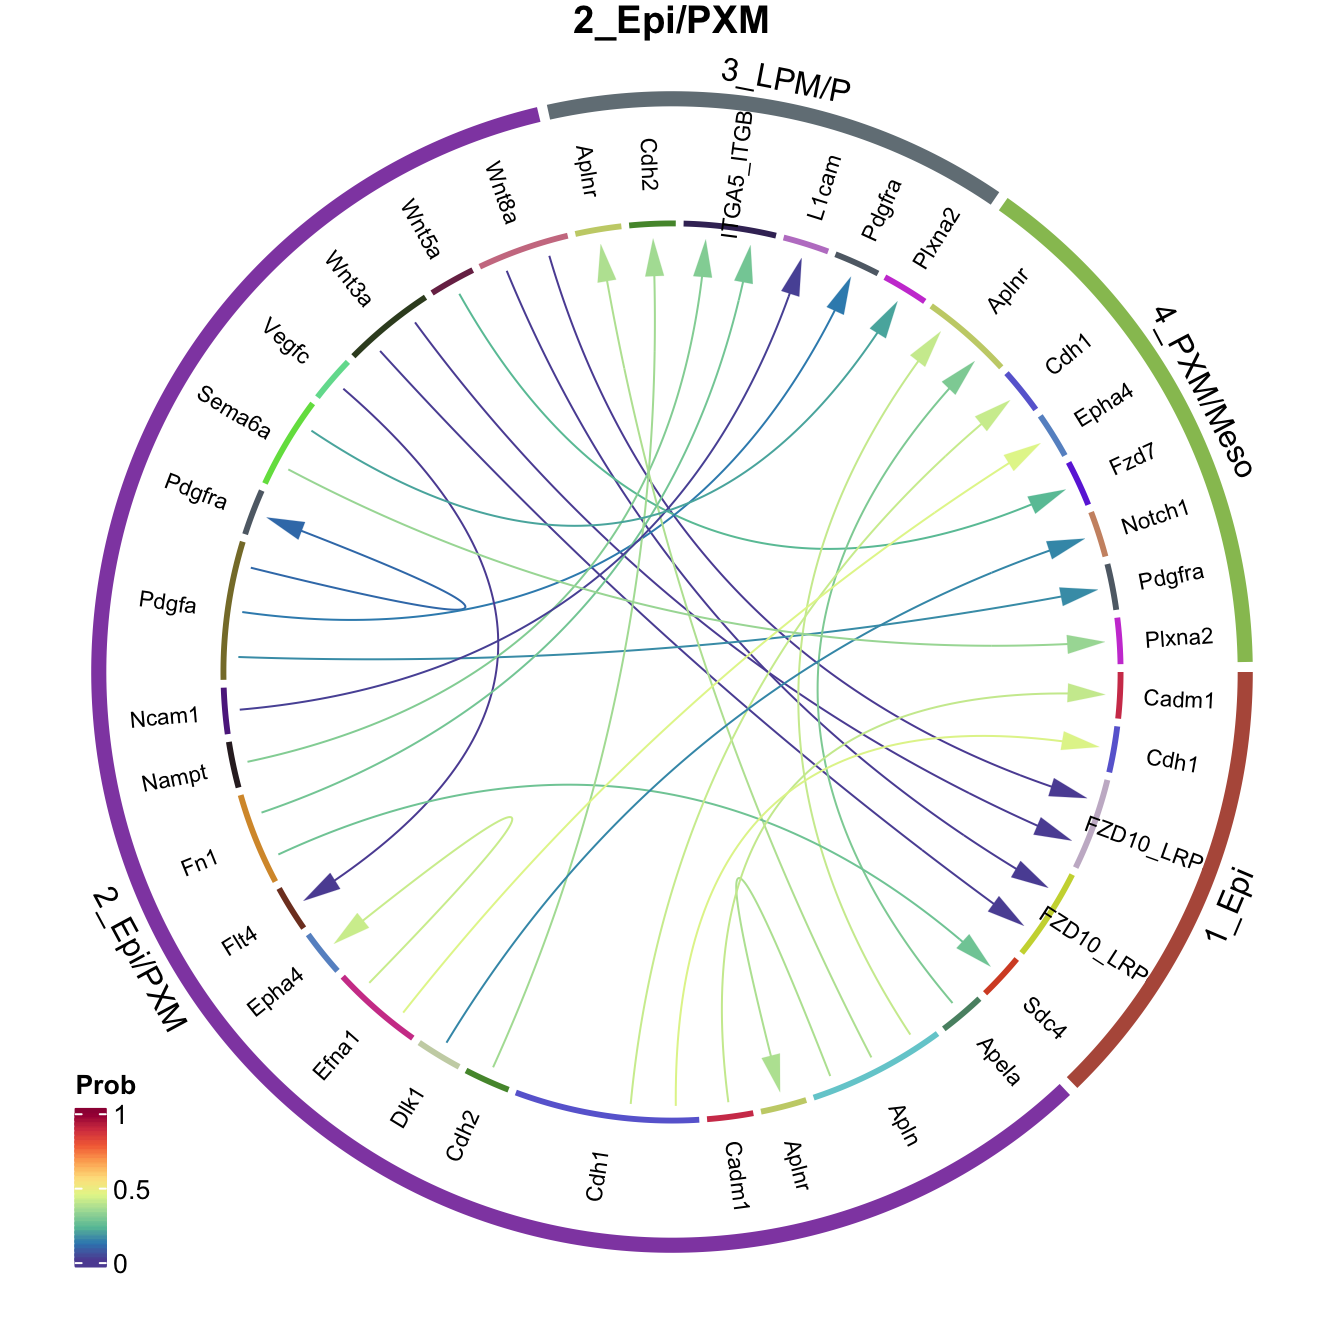 2_Epi/PXM
3_LPM/P
Aplnr
Cdh2
ITGA5_ITGB
L1cam
Pdgfra
Plxna2
4_PXM/Meso
Aplnr
Cdh1
Epha4
Fzd7
Notch1
Pdgfra
Plxna2
1_Epi
Cadm1
Cdh1
FZD10_LRP
FZD10_LRP
Sdc4
2_Epi/PXM
Apela
Apln
Aplnr
Cadm1
Cdh1
Cdh2
Dlk1
Efna1
Epha4
Flt4
Fn1
Nampt
Ncam1
Pdgfa
Pdgfra
Sema6a
Vegfc
Wnt3a
Wnt5a
Wnt8a
Prob
1
0.5
0